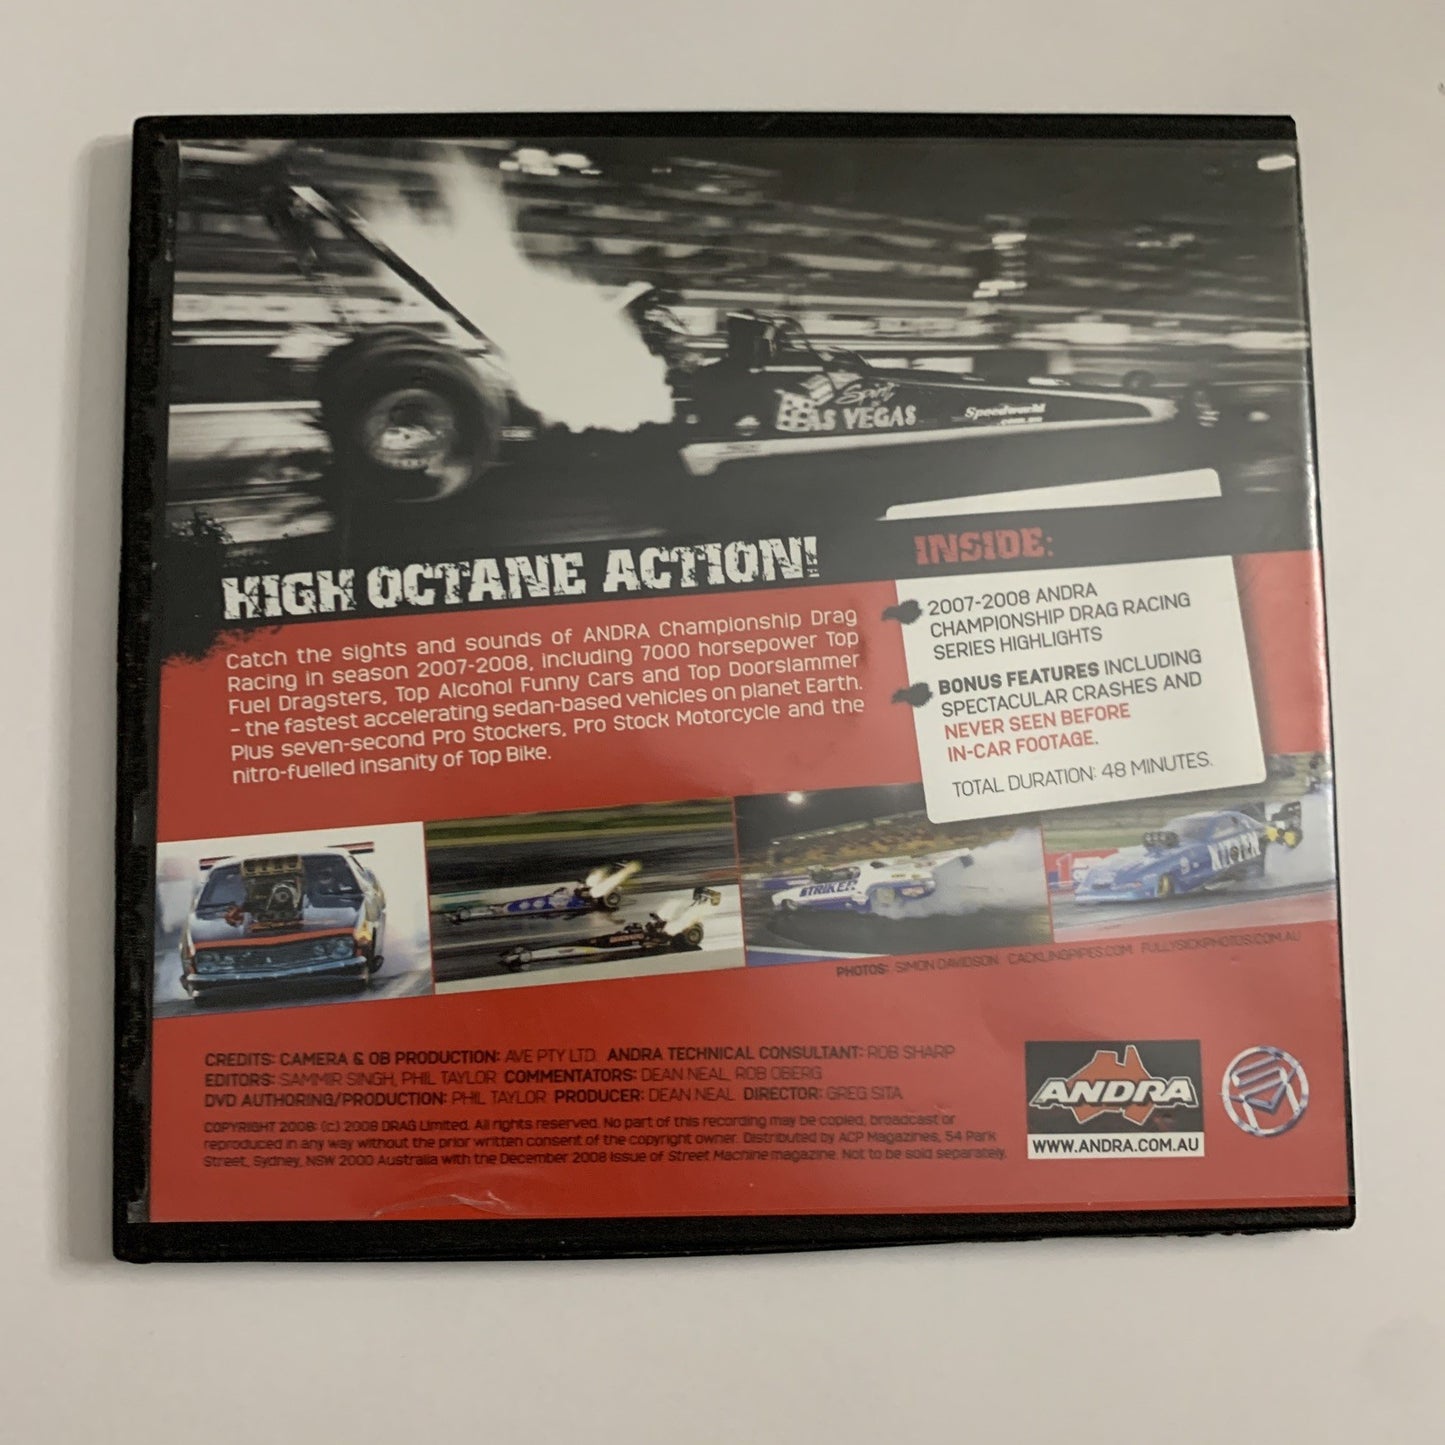 Spirit
of
LAS VEGAS
Speedworld
HIGH OCTANE ACTION!
Catch the sights and sounds of ANDRA Championship Drag
Racing in season 2007-2008, including 7000 horsepower Top
Fuel Dragsters, Top Alcohol Funny Cars and Top Doorslammer
– the fastest accelerating sedan-based vehicles on planet Earth.
Plus seven-second Pro Stockers, Pro Stock Motorcycle and the
nitro-fuelled insanity of Top Bike.
INSIDE:
2007-2008 ANDRA
CHAMPIONSHIP DRAG RACING
SERIES HIGHLIGHTS
BONUS FEATURES INCLUDING
SPECTACULAR CRASHES AND
NEVER SEEN BEFORE
IN-CAR FOOTAGE.
TOTAL DURATION: 48 MINUTES.
STRIKER
PHOTOS: SIMON DAVIDSON. CACKLINGPIPES.COM. FULLYSICKPHOTOS.COM.AU
CREDITS: CAMERA & OB PRODUCTION: AVE PTY LTD. ANDRA TECHNICAL CONSULTANT: ROB SHARP
EDITORS: SAMMIR SINGH, PHIL TAYLOR COMMENTATORS: DEAN NEAL, ROB OBERG
DVD AUTHORING/PRODUCTION: PHIL TAYLOR PRODUCER: DEAN NEAL DIRECTOR: GREG SITA
COPYRIGHT 2008: (c) 2008 DRAG Limited. All rights reserved. No part of this recording may be copied, broadcast or
reproduced in any way without the prior written consent of the copyright owner. Distributed by ACP Magazines, 54 Park
Street, Sydney, NSW 2000 Australia with the December 2008 issue of Street Machine magazine. Not to be sold separately.
ANDRA
WWW.ANDRA.COM.AU